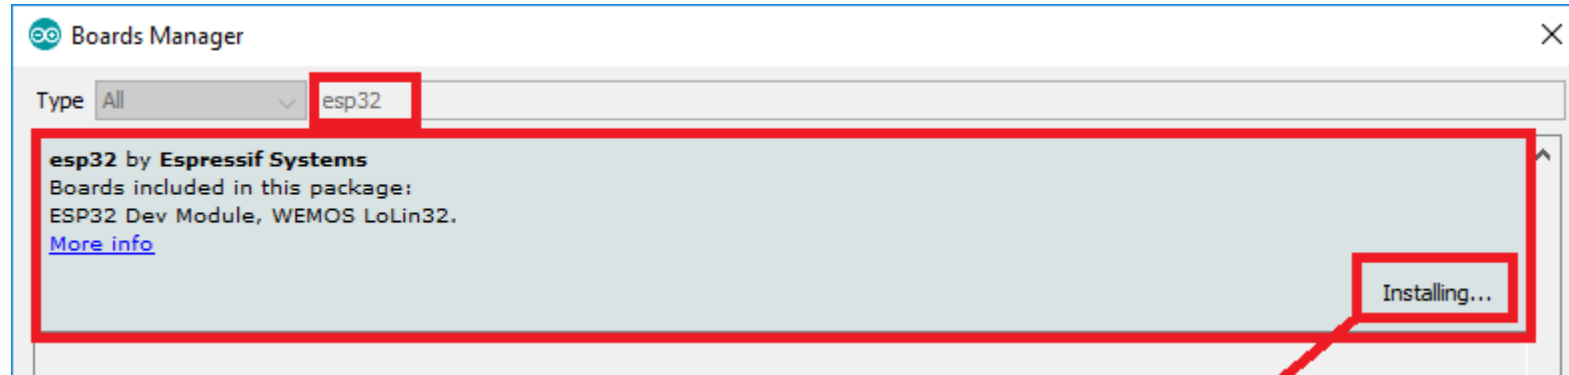 Boards Manager
Type All esp32
esp32 by Espressif Systems
Boards included in this package:
ESP32 Dev Module, WEMOS LoLin32.
More info
Installing...